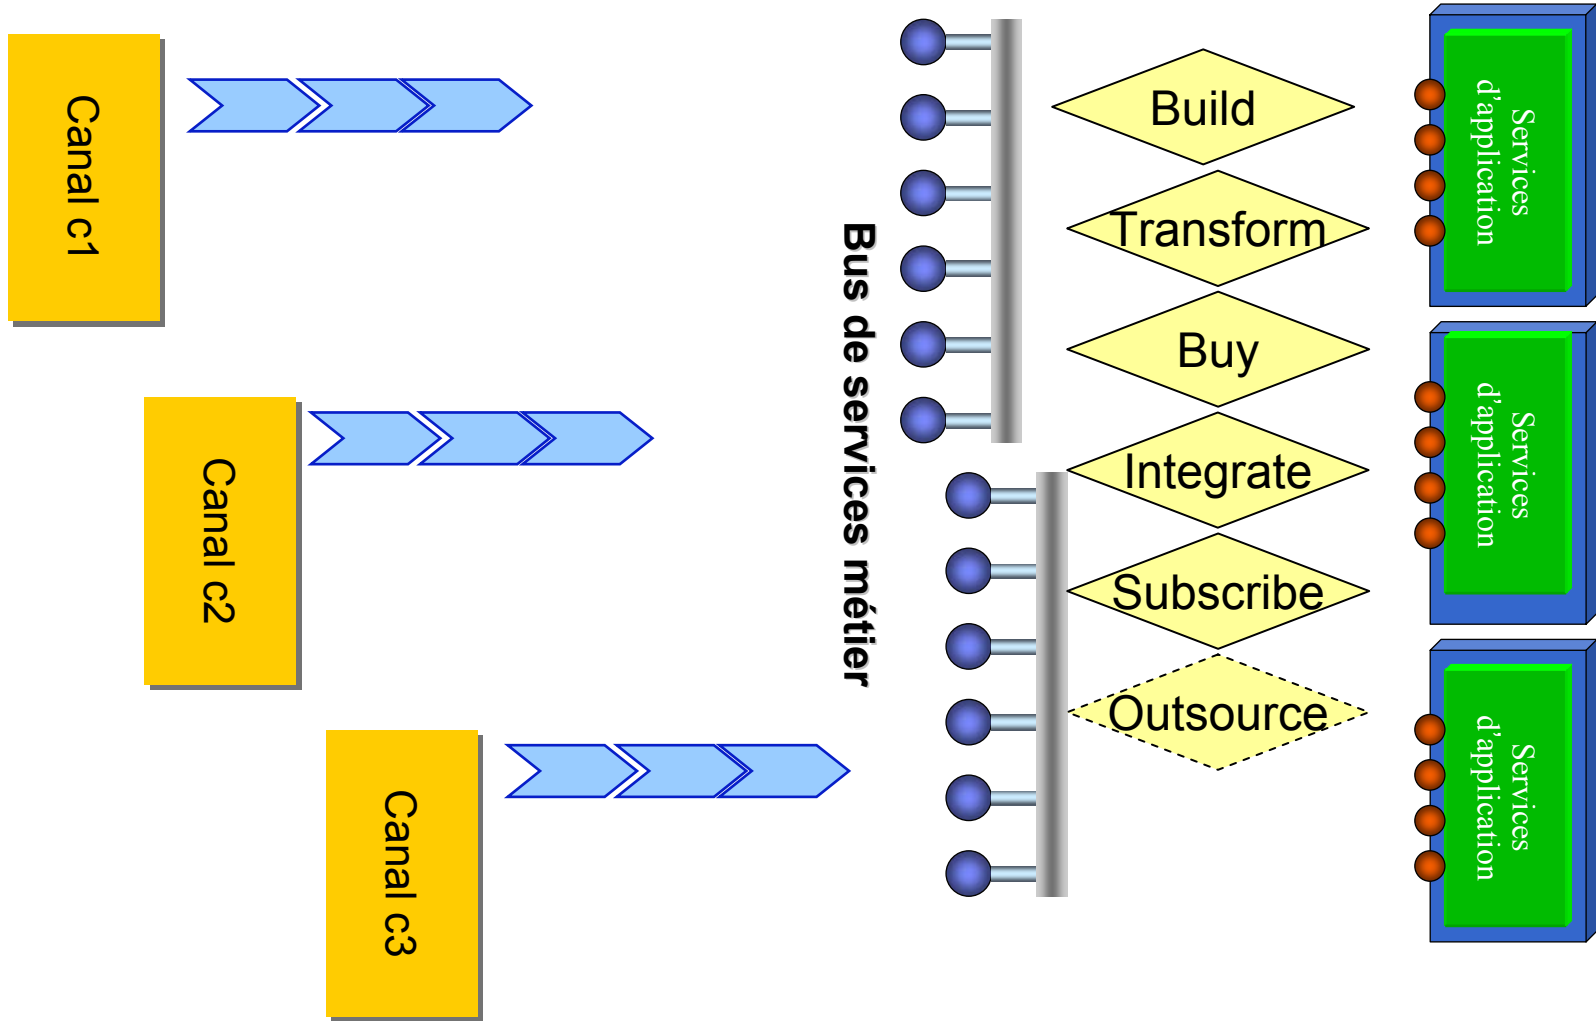 Canal c1
Canal c2
Canal c3
Bus de services métier
Build
Transform
Buy
Integrate
Subscribe
Outsource
Services
d'application
Services
d'application
Services
d'application